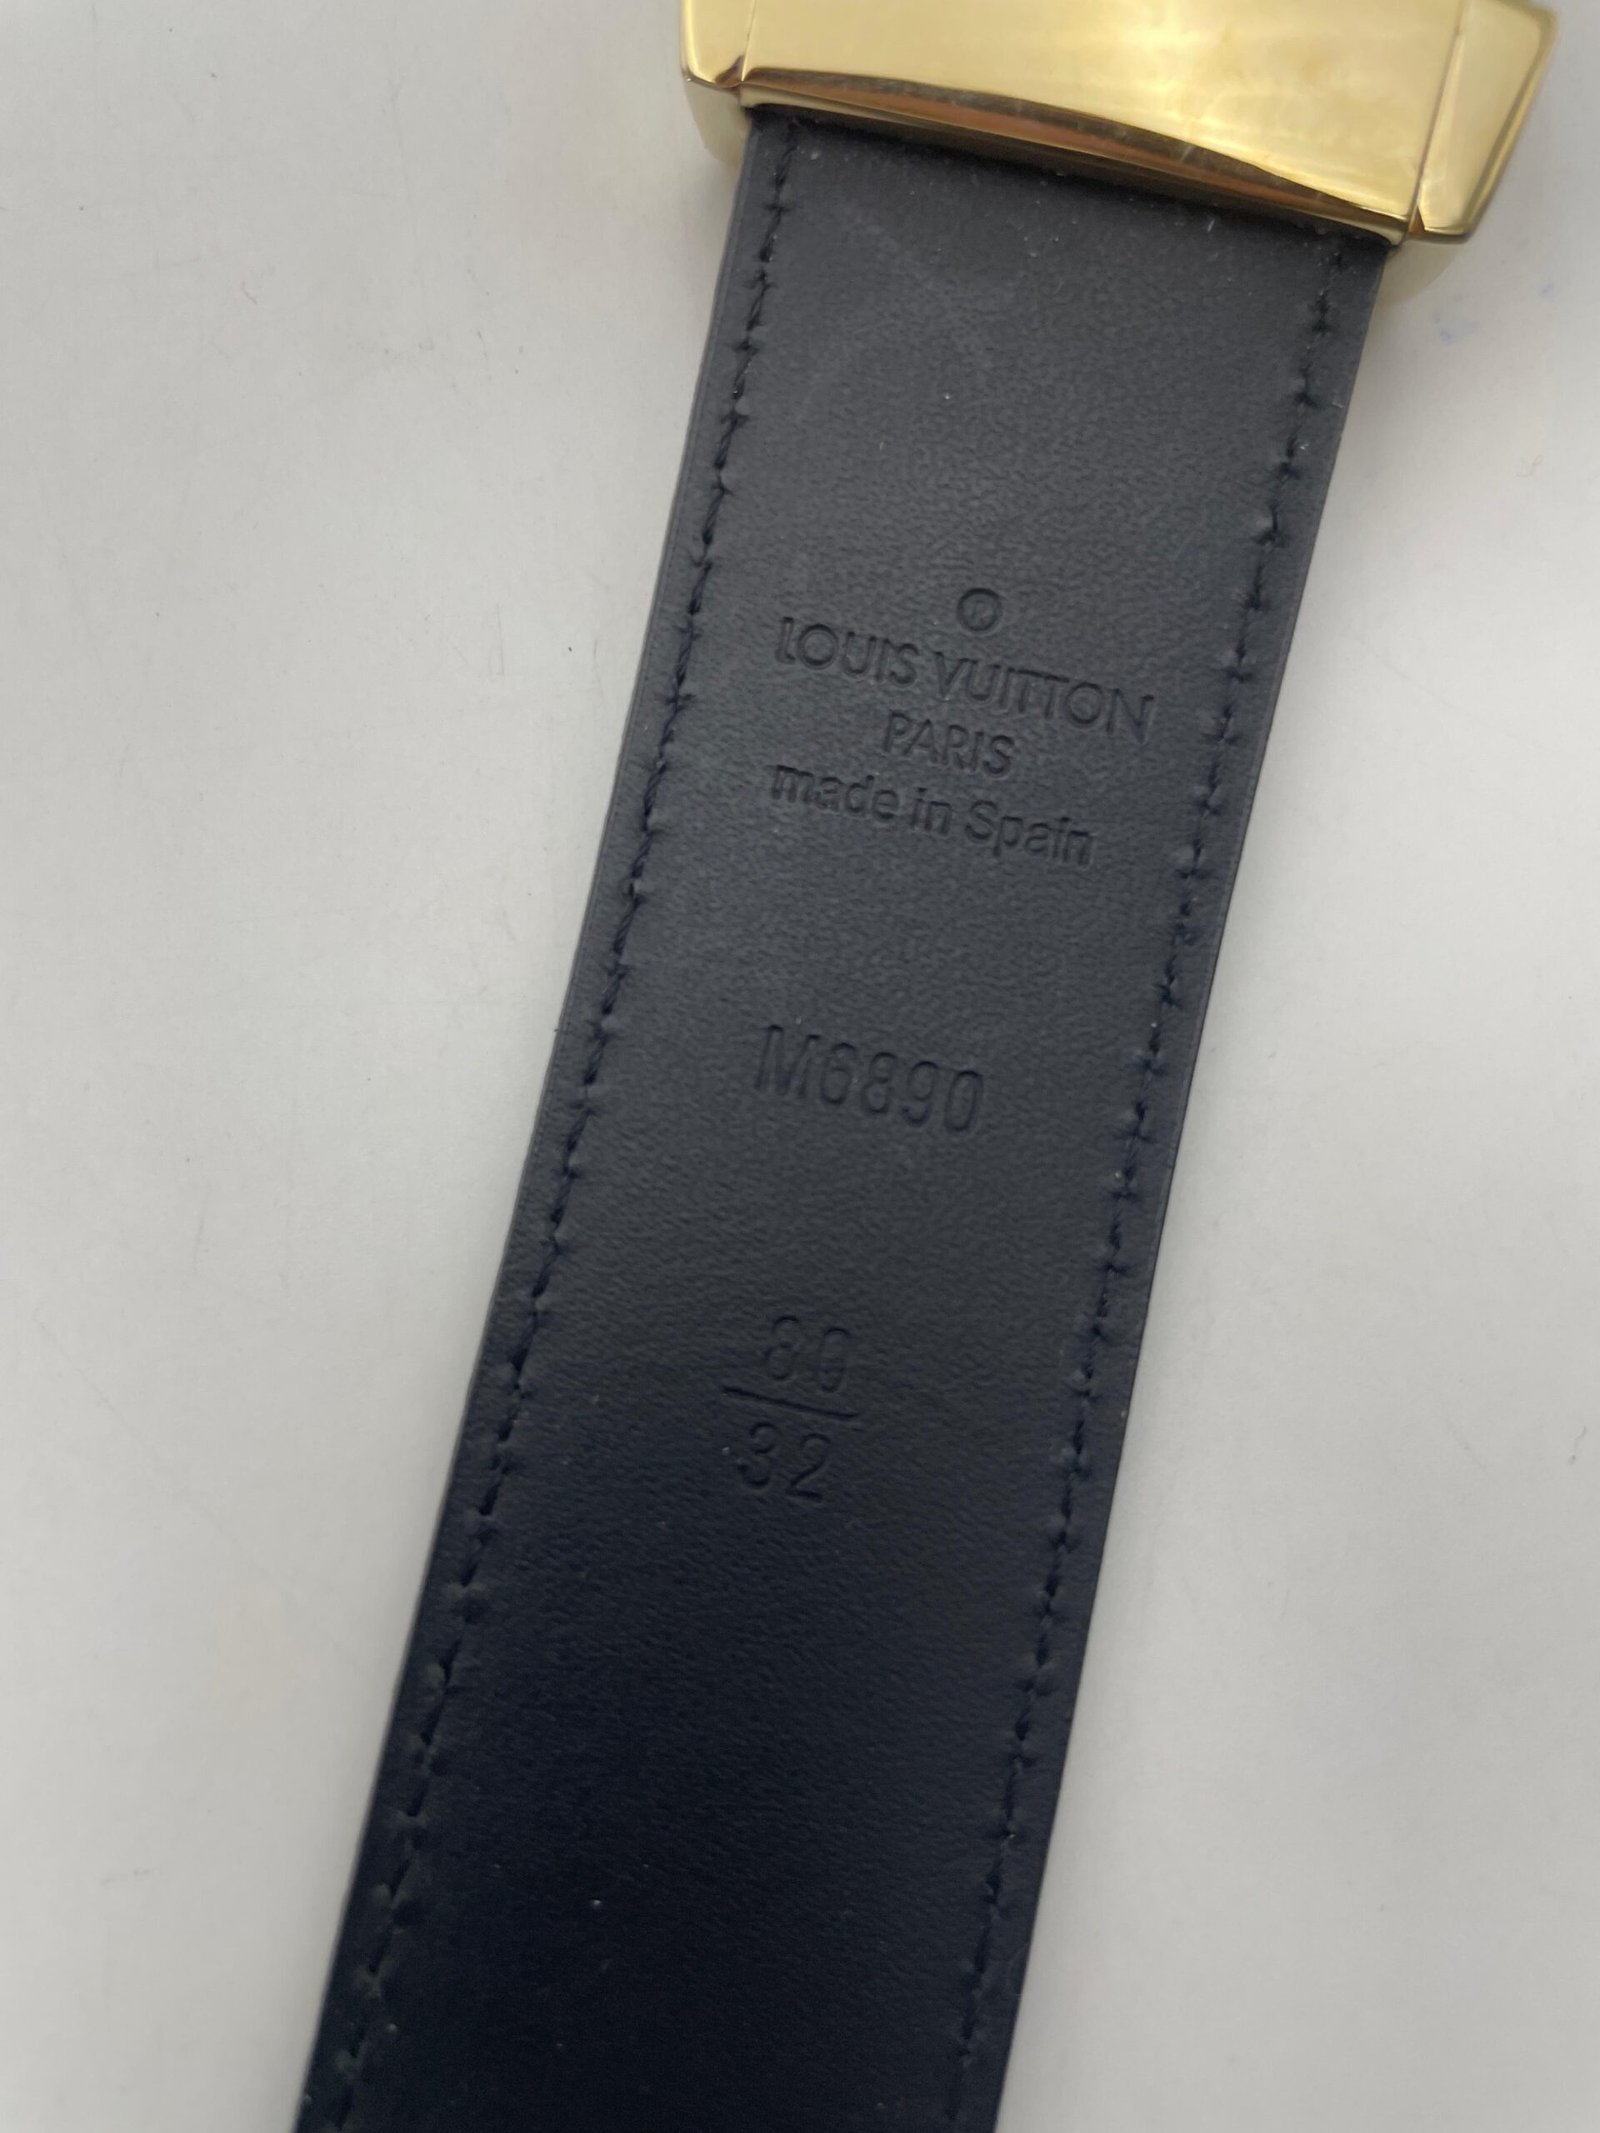 ®
LOUIS VUITTON
PARIS
made in Spain
M6890
80
32